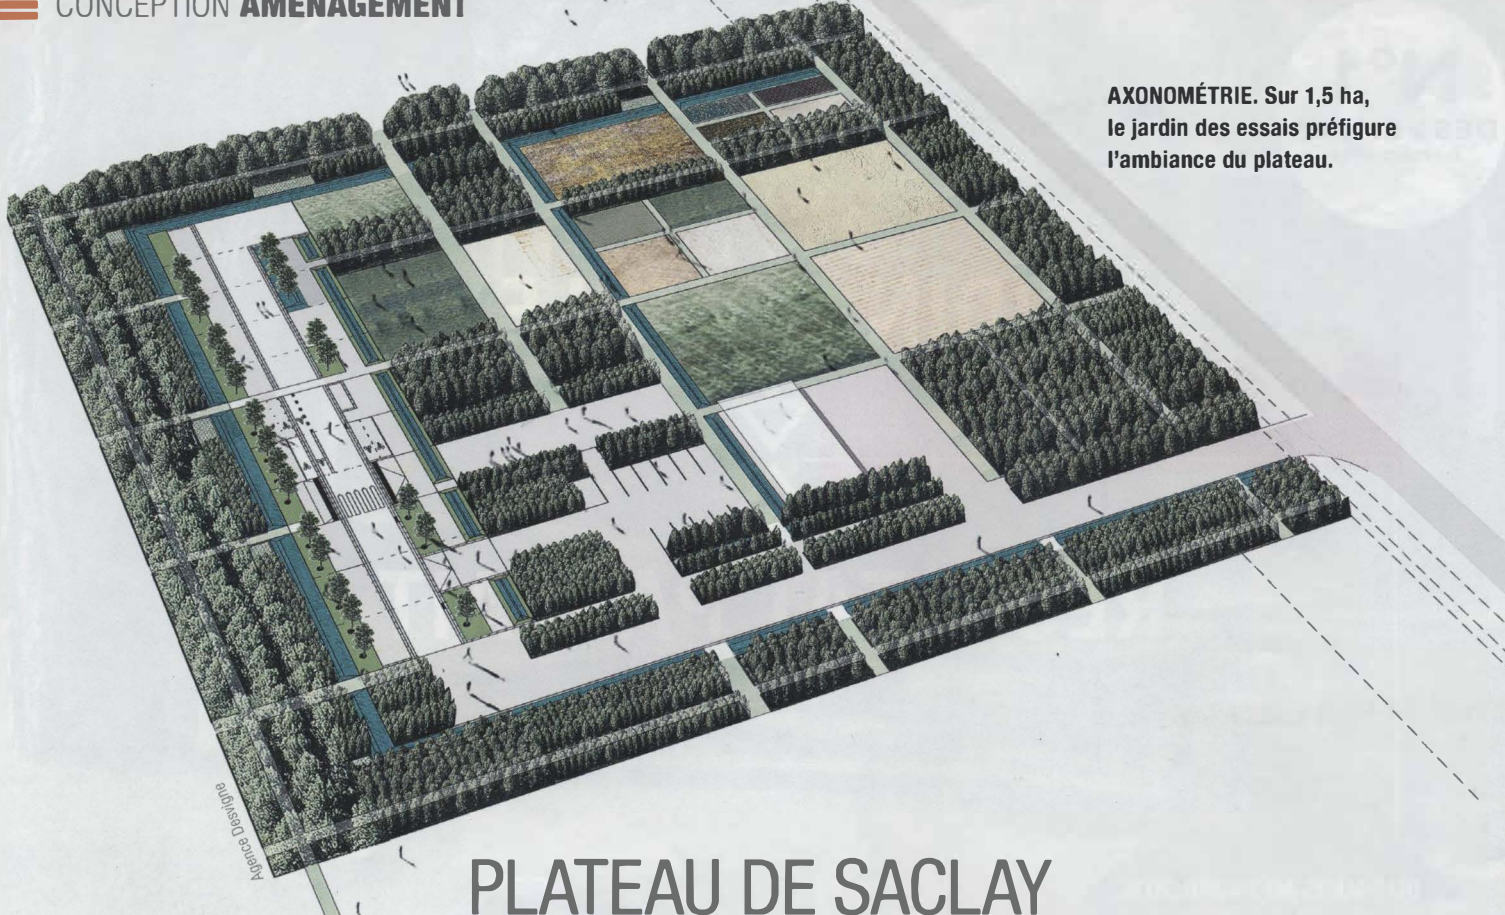 CONCEPTION AMÉNAGEMENT
AXONOMÉTRIE. Sur 1,5 ha,
le jardin des essais préfigure
l'ambiance du plateau.
Agence Desvigne
PLATEAU DE SACLAY